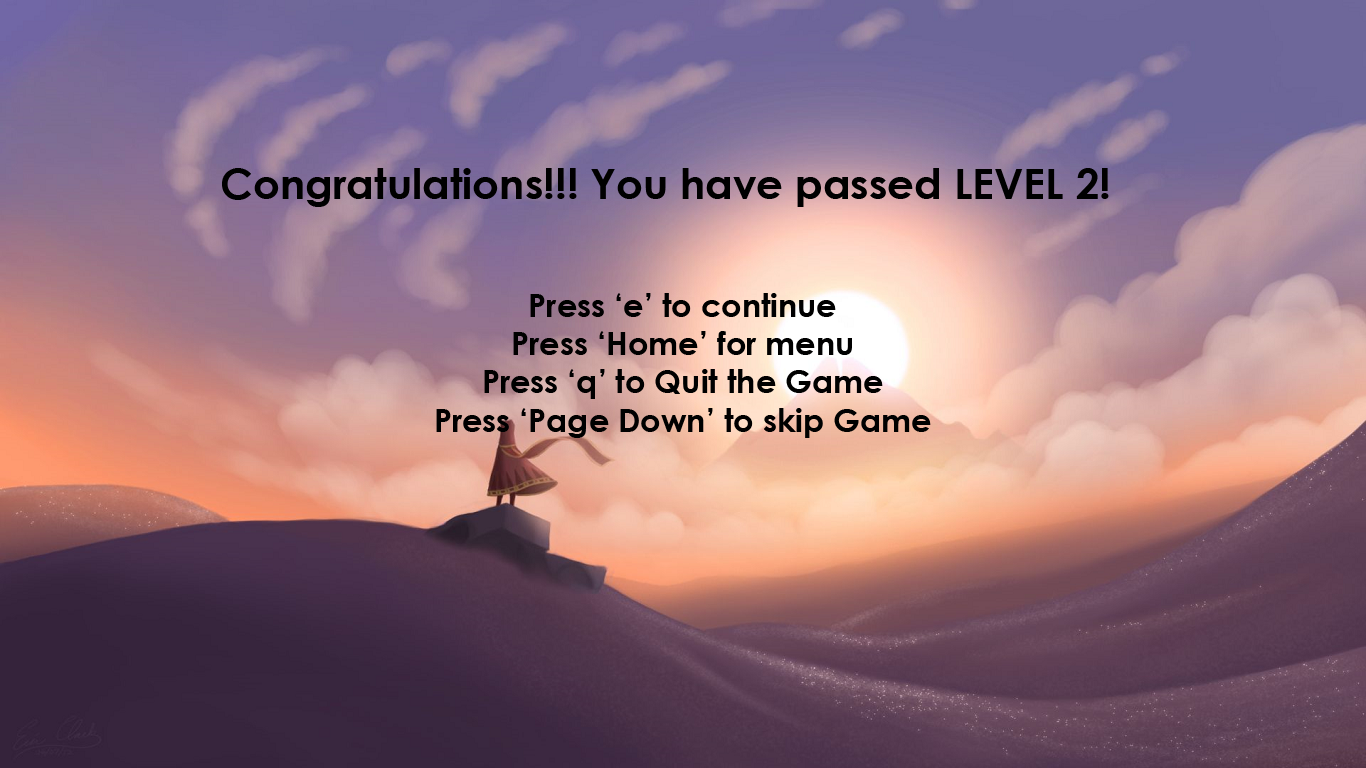 Congratulations!!! You have passed LEVEL 2!
Press ‘e’ to continue
Press ‘Home’ for menu
Press ‘q’ to Quit the Game
Press ‘Page Down’ to skip Game